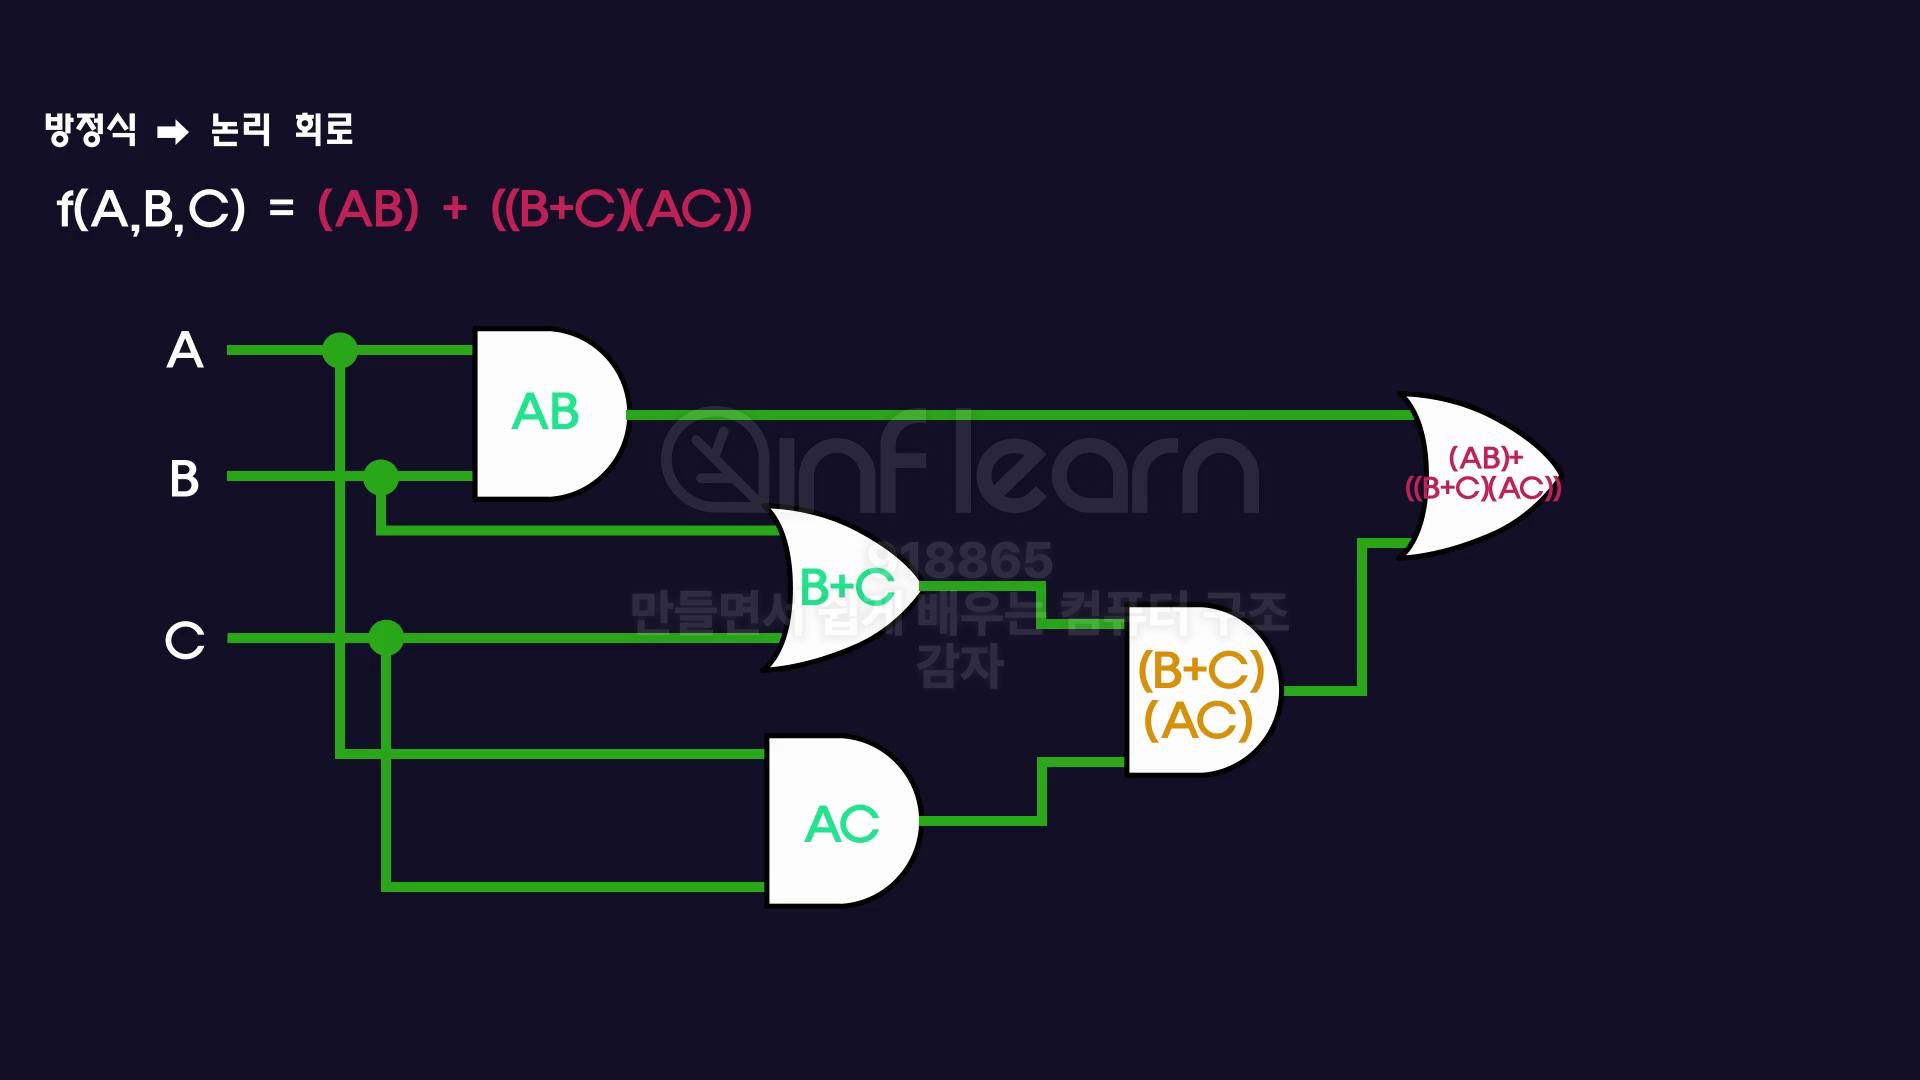 방정식 ➡ 논리 회로
f(A,B,C) = (AB) + ((B+C)(AC))
A
AB
B
(AB)+
((B+C)(AC))
inflearn
918865
B+C
만들면서 쉽게 배우는 컴퓨터 구조
감자
C
(B+C)
(AC)
AC